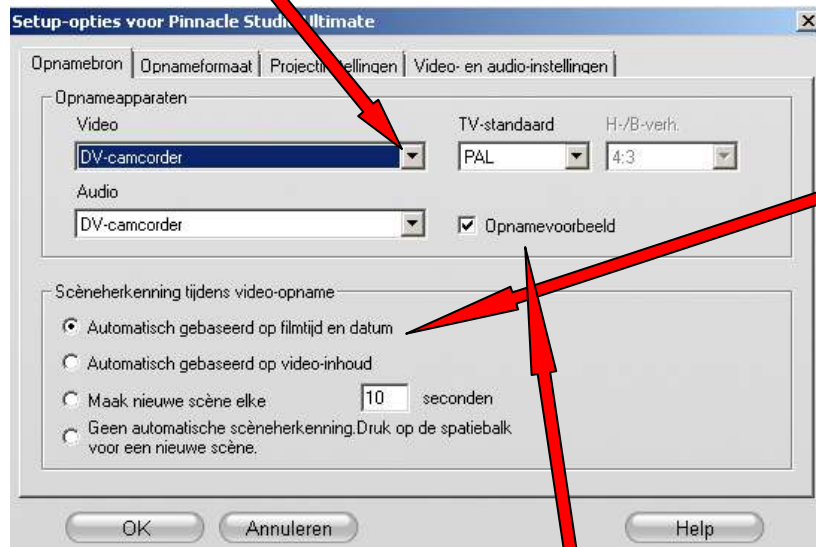 Setup-opties voor Pinnacle Studio Ultimate
Opnamebron Opnameformaat Projectinstellingen Video- en audio-instellingen
Opnameapparaten
Video TV-standaard H-/B-verh.
DV-camcorder PAL 4:3
Audio
DV-camcorder Opnamevoorbeeld
Scèneherkenning tijdens video-opname
Automatisch gebaseerd op filmtijd en datum
Automatisch gebaseerd op video-inhoud
Maak nieuwe scène elke 10 seconden
Geen automatische scèneherkenning.Druk op de spatiebalk
voor een nieuwe scène.
OK Annuleren Help